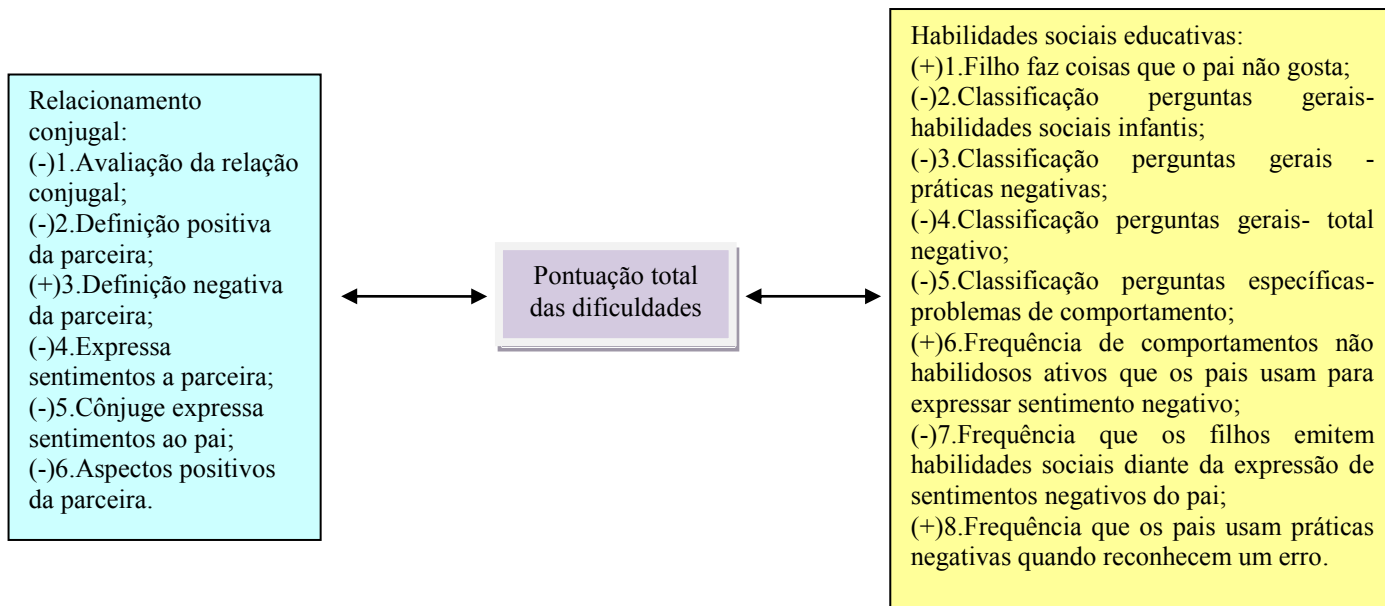 Relacionamento
conjugal:
(-)1.Avaliação da relação
conjugal;
(-)2.Definição positiva
da parceira;
(+)3.Definição negativa
da parceira;
(-)4.Expressa
sentimentos a parceira;
(-)5.Cônjuge expressa
sentimentos ao pai;
(-)6.Aspectos positivos
da parceira.
Pontuação total
das dificuldades
Habilidades sociais educativas:
(+)1.Filho faz coisas que o pai não gosta;
(-)2.Classificação perguntas gerais-
habilidades sociais infantis;
(-)3.Classificação perguntas gerais -
práticas negativas;
(-)4.Classificação perguntas gerais- total
negativo;
(-)5.Classificação perguntas específicas-
problemas de comportamento;
(+)6.Frequência de comportamentos não
habilidosos ativos que os pais usam para
expressar sentimento negativo;
(-)7.Frequência que os filhos emitem
habilidades sociais diante da expressão de
sentimentos negativos do pai;
(+)8.Frequência que os pais usam práticas
negativas quando reconhecem um erro.